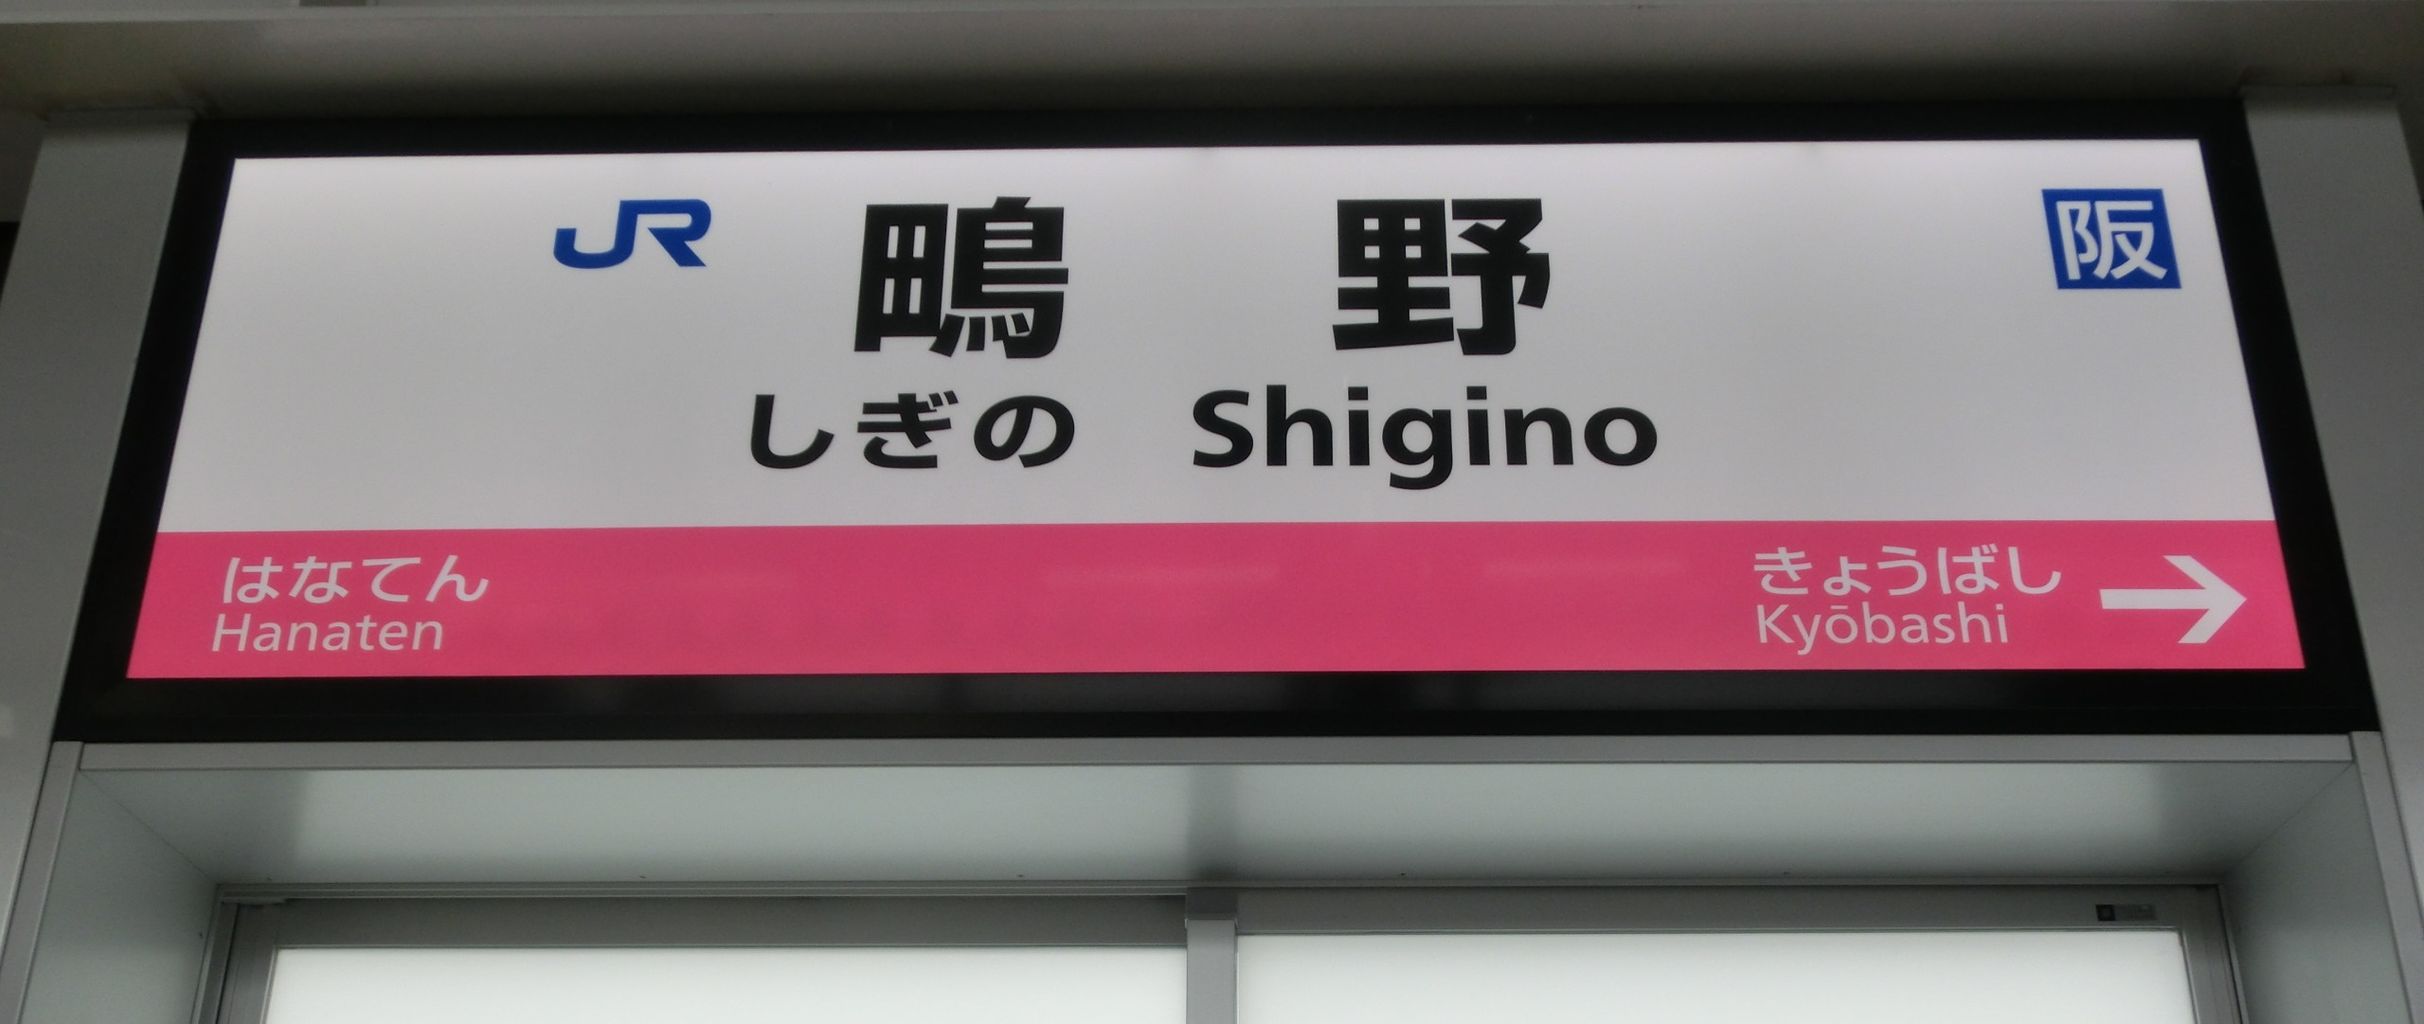 JR 鴫野 阪
しぎの Shigino
はなてん きょうばし →
Hanaten Kyōbashi